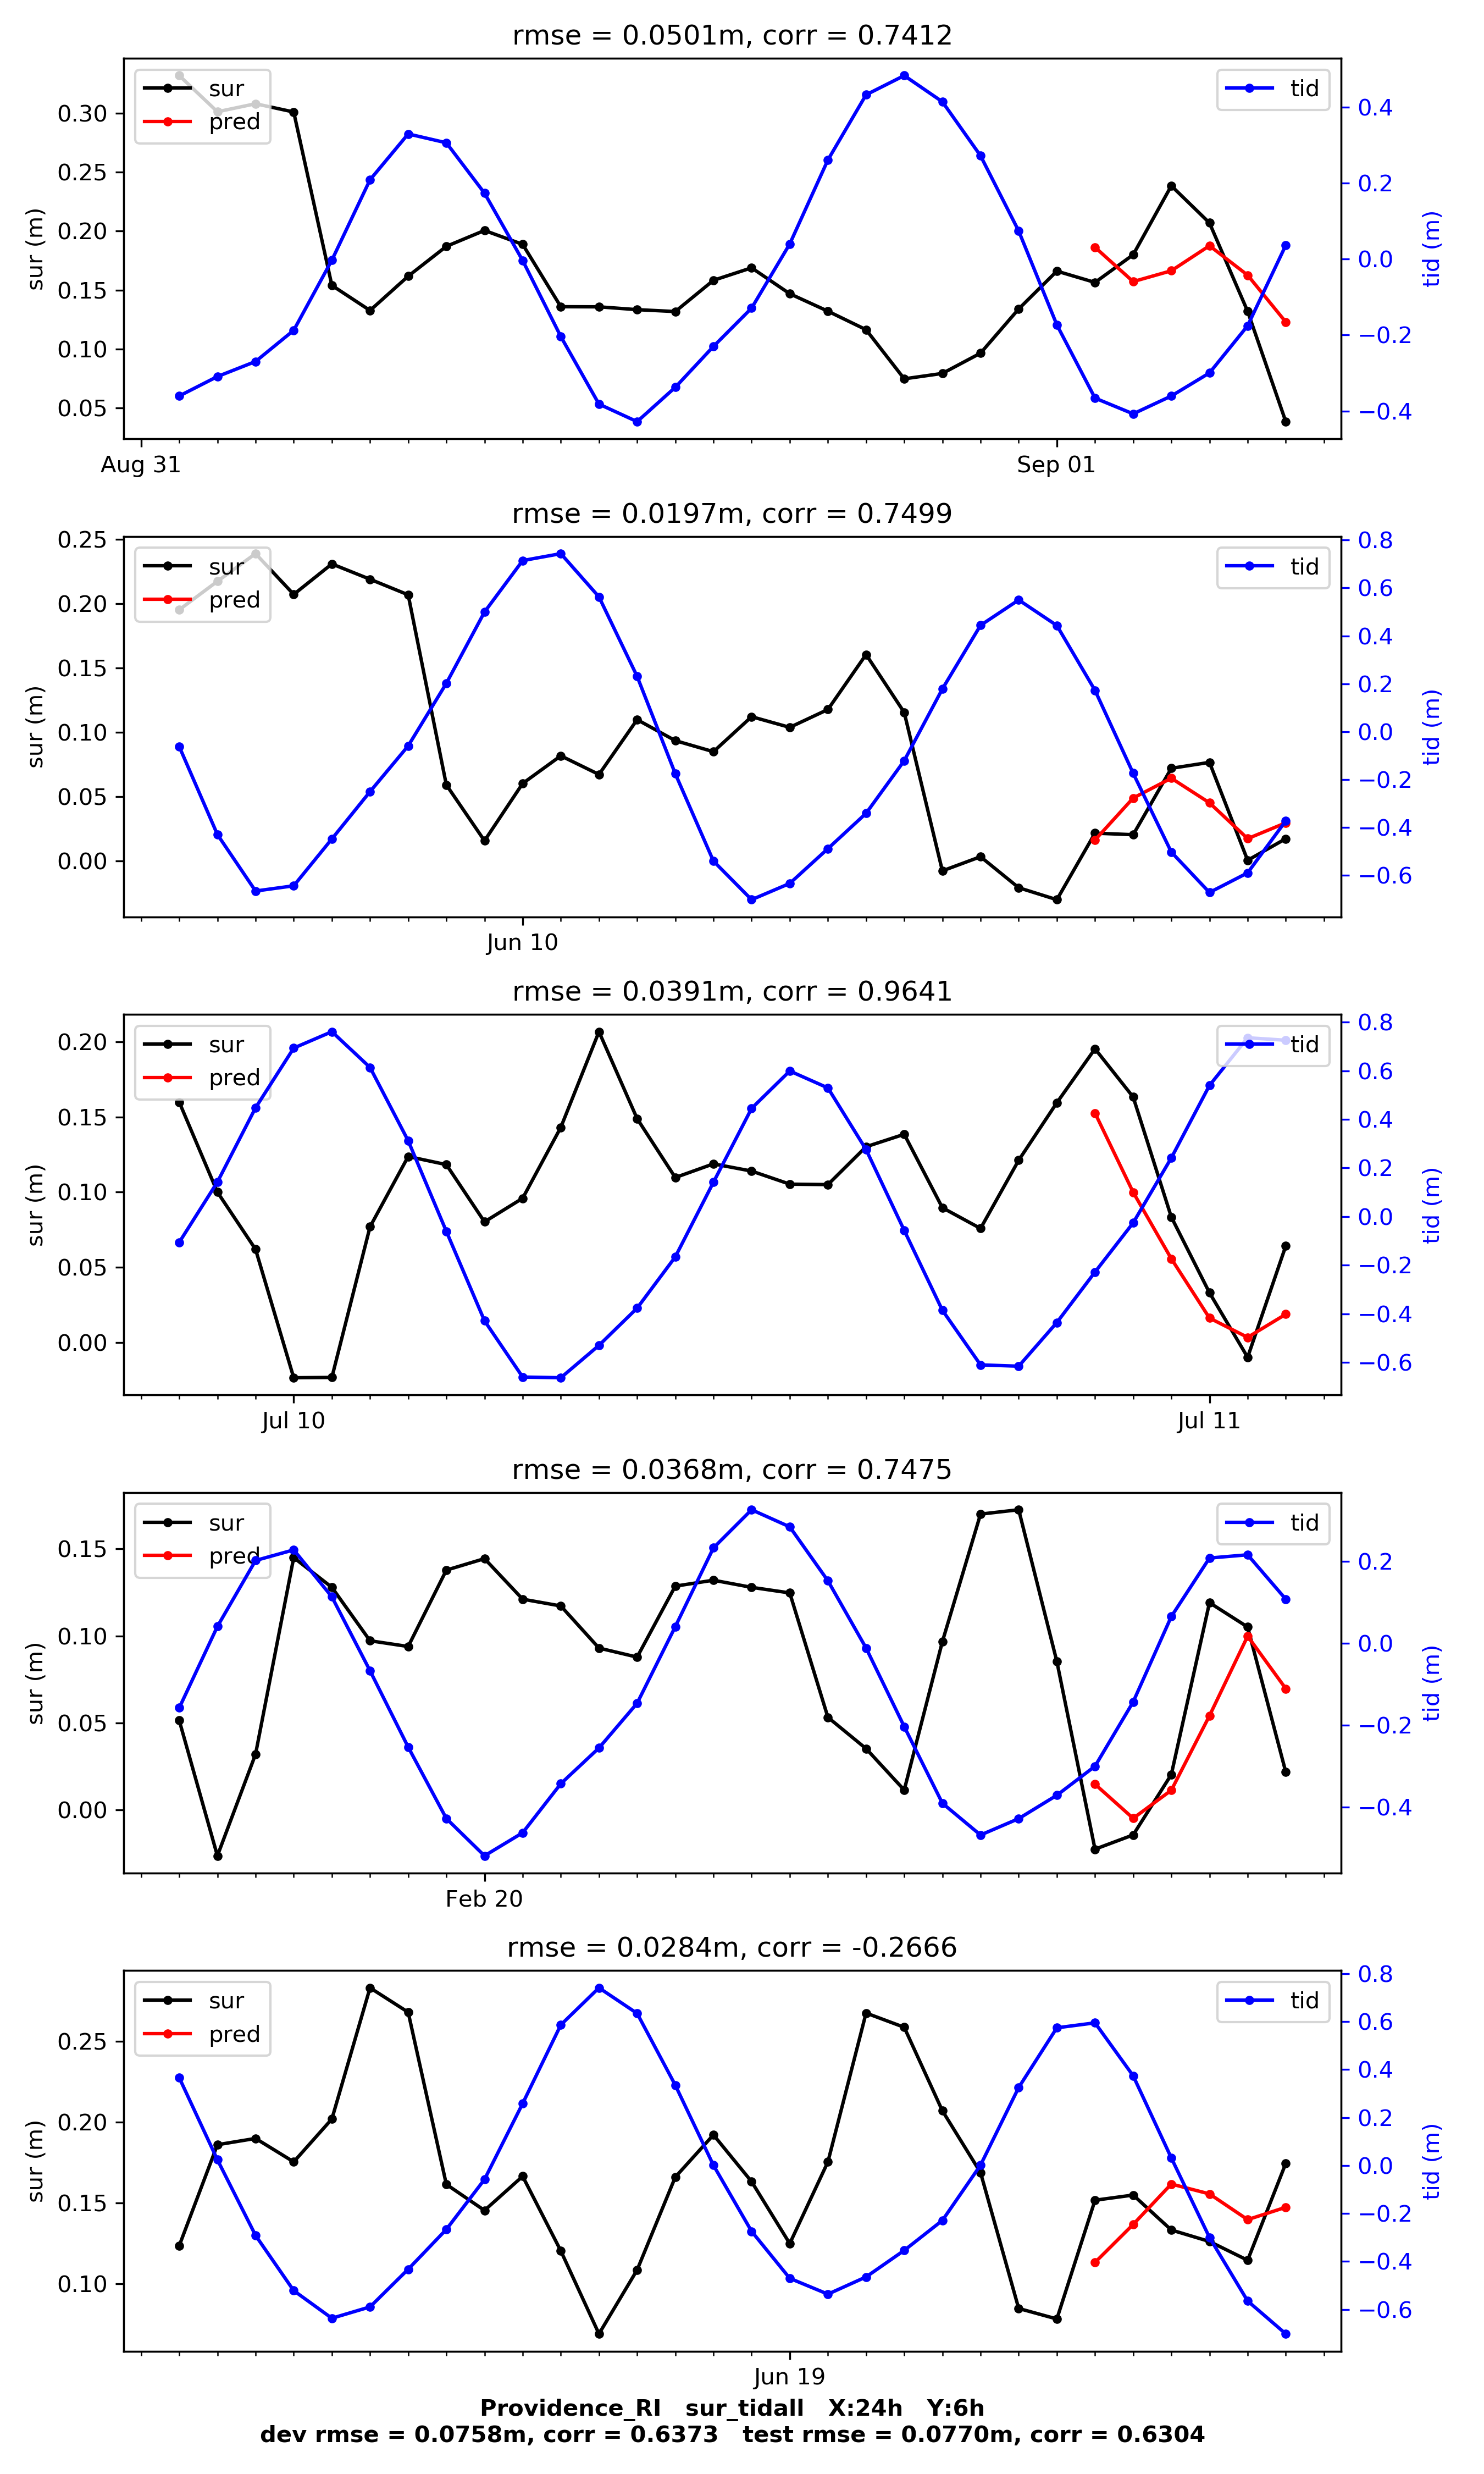 rmse = 0.0501m, corr = 0.7412
sur
pred
tid
0.30
0.25
0.20
0.15
0.10
0.05
sur (m)
0.4
0.2
0.0
−0.2
−0.4
tid (m)
Aug 31
Sep 01
rmse = 0.0197m, corr = 0.7499
sur
pred
tid
0.25
0.20
0.15
0.10
0.05
0.00
sur (m)
0.8
0.6
0.4
0.2
0.0
−0.2
−0.4
−0.6
tid (m)
Jun 10
rmse = 0.0391m, corr = 0.9641
sur
pred
tid
0.20
0.15
0.10
0.05
0.00
sur (m)
0.8
0.6
0.4
0.2
0.0
−0.2
−0.4
−0.6
tid (m)
Jul 10
Jul 11
rmse = 0.0368m, corr = 0.7475
sur
pred
tid
0.15
0.10
0.05
0.00
sur (m)
0.2
0.0
−0.2
−0.4
tid (m)
Feb 20
rmse = 0.0284m, corr = -0.2666
sur
pred
tid
0.25
0.20
0.15
0.10
sur (m)
0.8
0.6
0.4
0.2
0.0
−0.2
−0.4
−0.6
tid (m)
Jun 19
Providence_RI sur_tidall X:24h Y:6h
dev rmse = 0.0758m, corr = 0.6373 test rmse = 0.0770m, corr = 0.6304